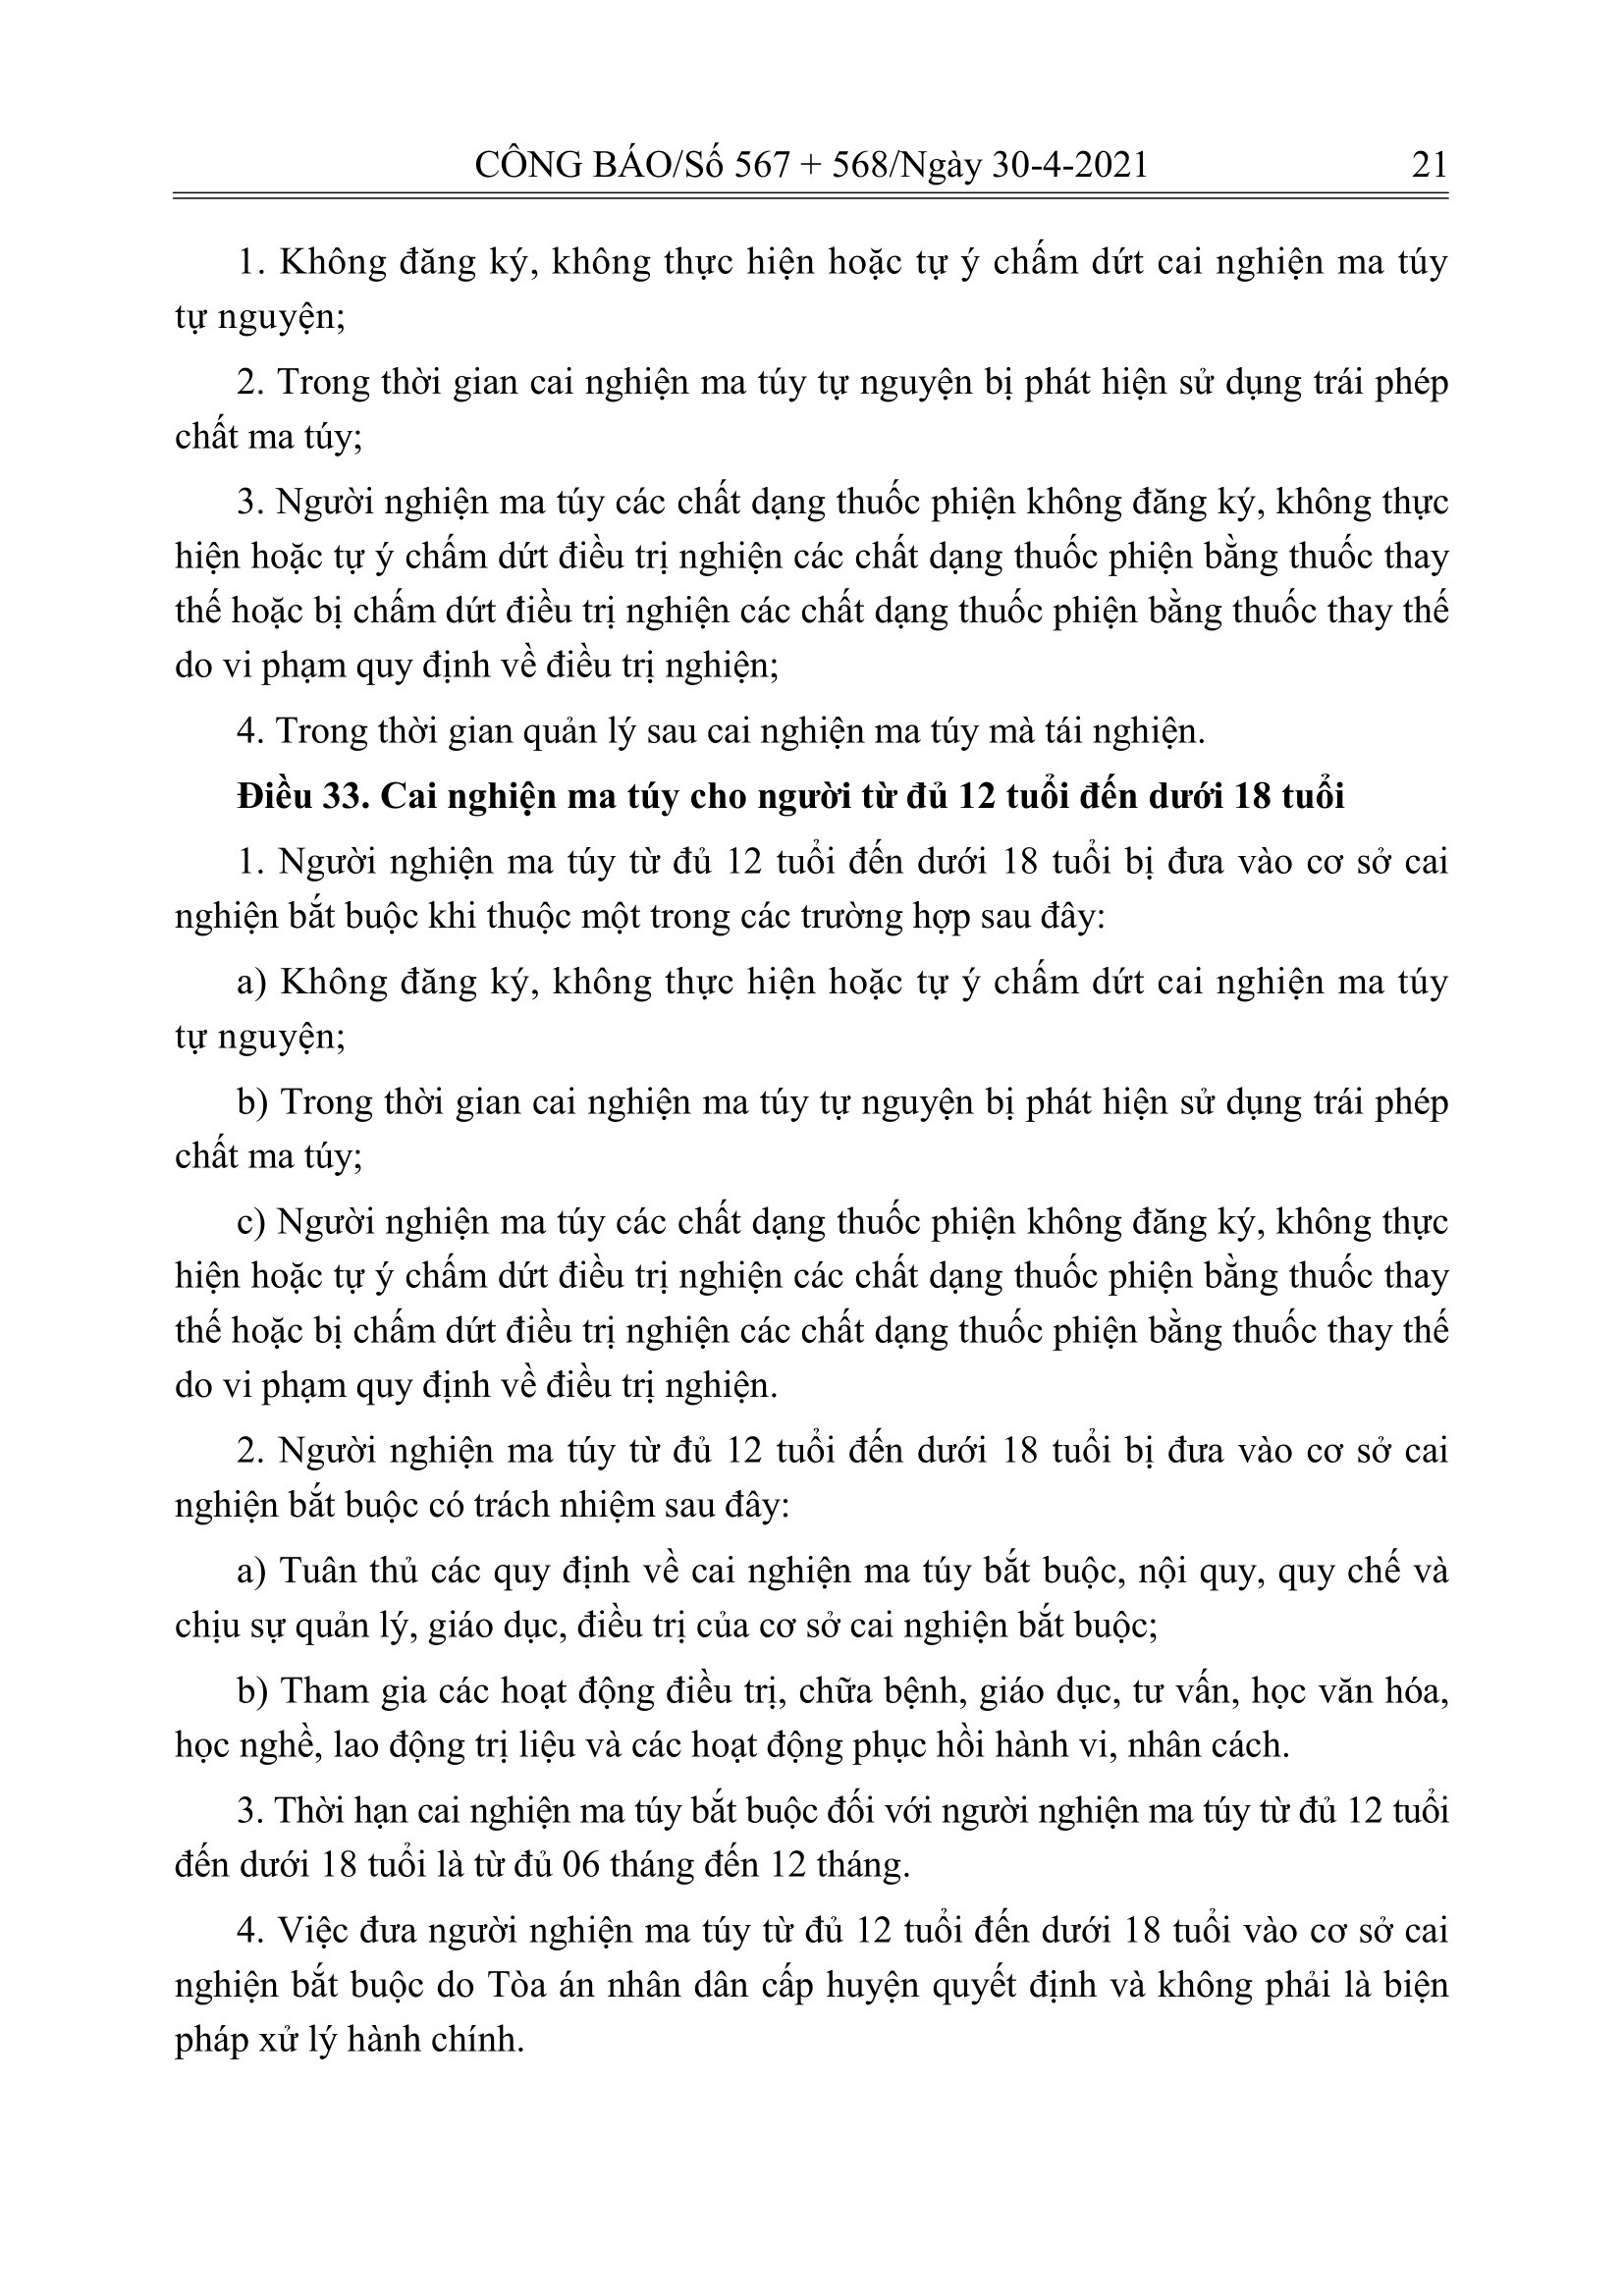 CÔNG BÁO/Số 567 + 568/Ngày 30-4-2021 21
1. Không đăng ký, không thực hiện hoặc tự ý chấm dứt cai nghiện ma túy
tự nguyện;
2. Trong thời gian cai nghiện ma túy tự nguyện bị phát hiện sử dụng trái phép
chất ma túy;
3. Người nghiện ma túy các chất dạng thuốc phiện không đăng ký, không thực
hiện hoặc tự ý chấm dứt điều trị nghiện các chất dạng thuốc phiện bằng thuốc thay
thế hoặc bị chấm dứt điều trị nghiện các chất dạng thuốc phiện bằng thuốc thay thế
do vi phạm quy định về điều trị nghiện;
4. Trong thời gian quản lý sau cai nghiện ma túy mà tái nghiện.
Điều 33. Cai nghiện ma túy cho người từ đủ 12 tuổi đến dưới 18 tuổi
1. Người nghiện ma túy từ đủ 12 tuổi đến dưới 18 tuổi bị đưa vào cơ sở cai
nghiện bắt buộc khi thuộc một trong các trường hợp sau đây:
a) Không đăng ký, không thực hiện hoặc tự ý chấm dứt cai nghiện ma túy
tự nguyện;
b) Trong thời gian cai nghiện ma túy tự nguyện bị phát hiện sử dụng trái phép
chất ma túy;
c) Người nghiện ma túy các chất dạng thuốc phiện không đăng ký, không thực
hiện hoặc tự ý chấm dứt điều trị nghiện các chất dạng thuốc phiện bằng thuốc thay
thế hoặc bị chấm dứt điều trị nghiện các chất dạng thuốc phiện bằng thuốc thay thế
do vi phạm quy định về điều trị nghiện.
2. Người nghiện ma túy từ đủ 12 tuổi đến dưới 18 tuổi bị đưa vào cơ sở cai
nghiện bắt buộc có trách nhiệm sau đây:
a) Tuân thủ các quy định về cai nghiện ma túy bắt buộc, nội quy, quy chế và
chịu sự quản lý, giáo dục, điều trị của cơ sở cai nghiện bắt buộc;
b) Tham gia các hoạt động điều trị, chữa bệnh, giáo dục, tư vấn, học văn hóa,
học nghề, lao động trị liệu và các hoạt động phục hồi hành vi, nhân cách.
3. Thời hạn cai nghiện ma túy bắt buộc đối với người nghiện ma túy từ đủ 12 tuổi
đến dưới 18 tuổi là từ đủ 06 tháng đến 12 tháng.
4. Việc đưa người nghiện ma túy từ đủ 12 tuổi đến dưới 18 tuổi vào cơ sở cai
nghiện bắt buộc do Tòa án nhân dân cấp huyện quyết định và không phải là biện
pháp xử lý hành chính.